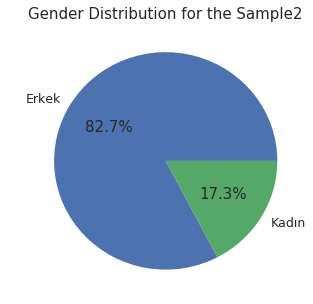 Gender Distribution for the Sample2
Erkek
82.7%
17.3%
Kadın